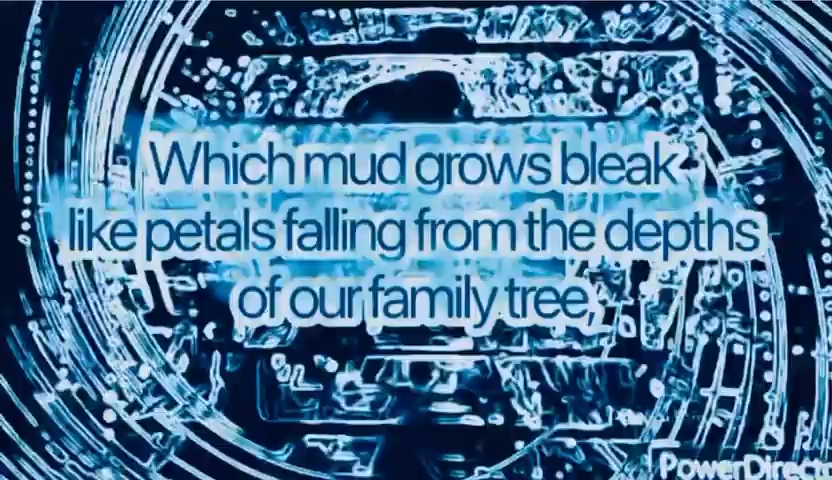 Which mud grows bleak
like petals falling from the depths
of our family tree,
PowerDirecto